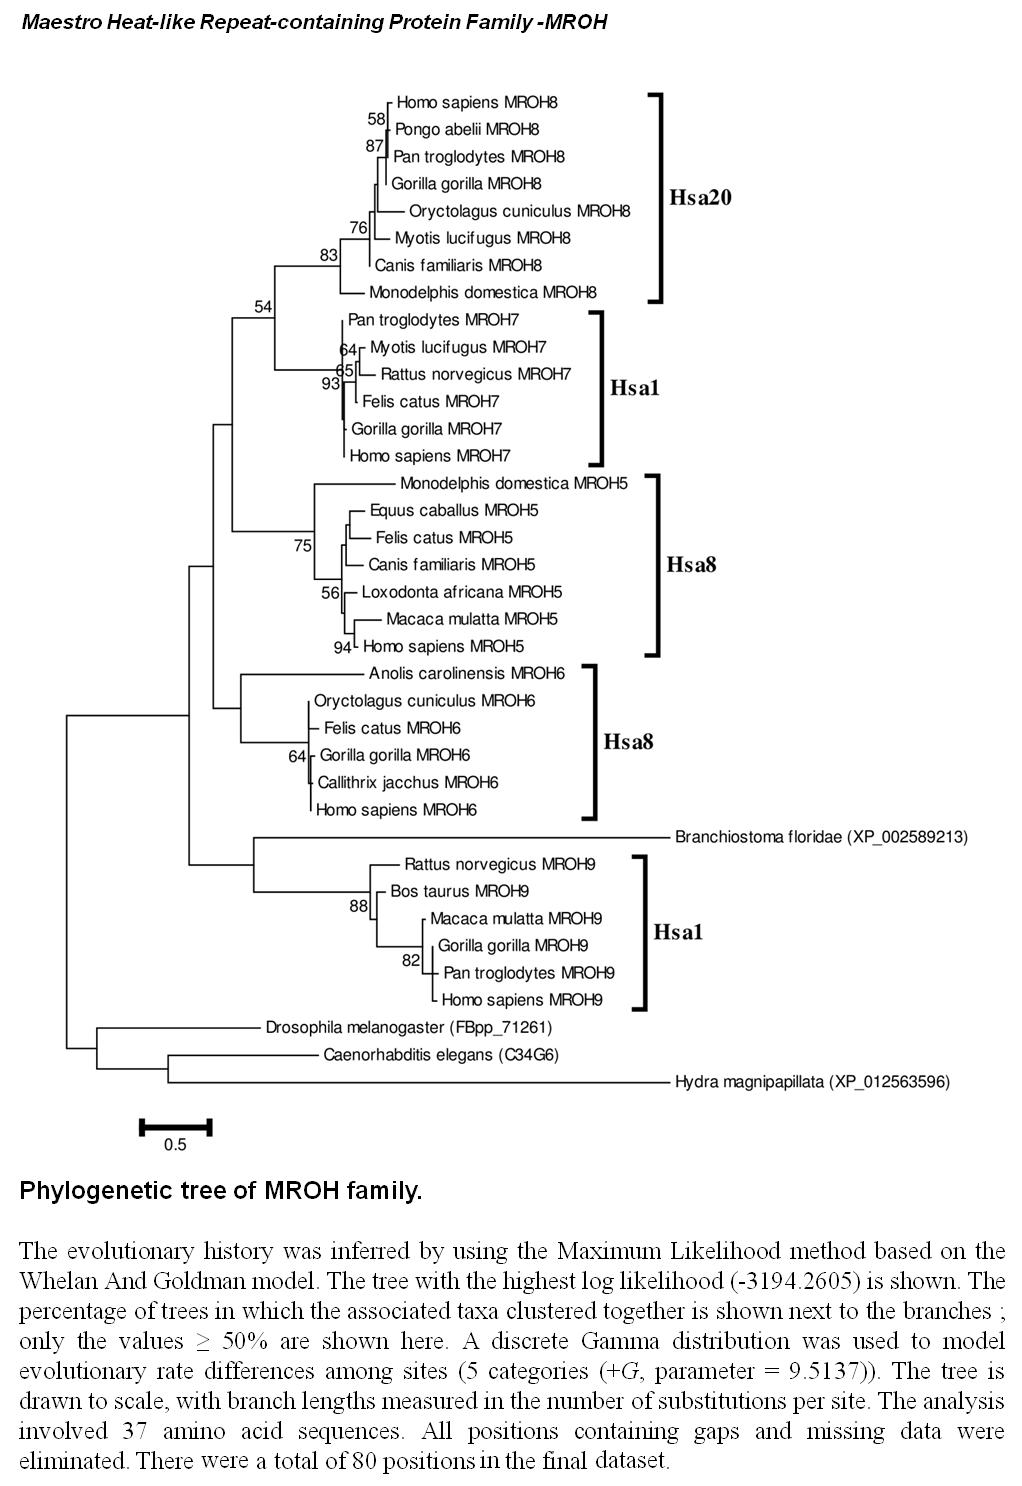 Maestro Heat-like Repeat-containing Protein Family -MROH
Homo sapiens MROH8
58
Pongo abelii MROH8
87
Pan troglodytes MROH8
Gorilla gorilla MROH8
Hsa20
Oryctolagus cuniculus MROH8
76
Myotis lucifugus MROH8
83
Canis familiaris MROH8
Monodelphis domestica MROH8
54
Pan troglodytes MROH7
64
Myotis lucifugus MROH7
65
Rattus norvegicus MROH7
93
Hsa1
Felis catus MROH7
Gorilla gorilla MROH7
Homo sapiens MROH7
Monodelphis domestica MROH5
Equus caballus MROH5
Felis catus MROH5
75
Canis familiaris MROH5
Hsa8
56
Loxodonta africana MROH5
Macaca mulatta MROH5
94
Homo sapiens MROH5
Anolis carolinensis MROH6
Oryctolagus cuniculus MROH6
Felis catus MROH6
Hsa8
64
Gorilla gorilla MROH6
Callithrix jacchus MROH6
Homo sapiens MROH6
Branchiostoma floridae (XP_002589213)
Rattus norvegicus MROH9
Bos taurus MROH9
88
Macaca mulatta MROH9
Hsa1
Gorilla gorilla MROH9
82
Pan troglodytes MROH9
Homo sapiens MROH9
Drosophila melanogaster (FBpp_71261)
Caenorhabditis elegans (C34G6)
Hydra magnipapillata (XP_012563596)
0.5
Phylogenetic tree of MROH family.
The evolutionary history was inferred by using the Maximum Likelihood method based on the
Whelan And Goldman model. The tree with the highest log likelihood (-3194.2605) is shown. The
percentage of trees in which the associated taxa clustered together is shown next to the branches ;
only the values ≥ 50% are shown here. A discrete Gamma distribution was used to model
evolutionary rate differences among sites (5 categories (+G, parameter = 9.5137)). The tree is
drawn to scale, with branch lengths measured in the number of substitutions per site. The analysis
involved 37 amino acid sequences. All positions containing gaps and missing data were
eliminated. There were a total of 80 positions in the final dataset.